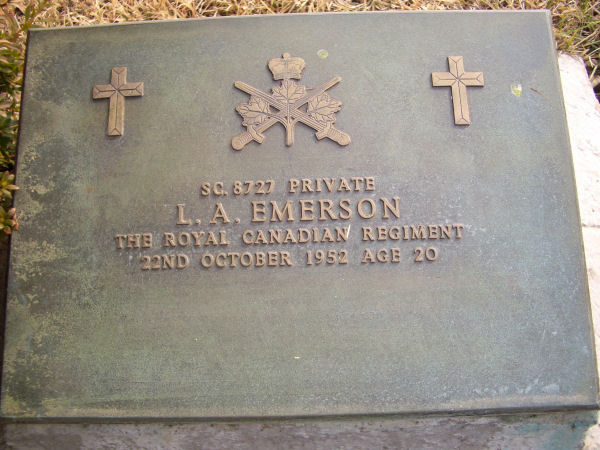 SC. 8727 PRIVATE
L. A. EMERSON
THE ROYAL CANADIAN REGIMENT
22ND OCTOBER 1952 AGE 20